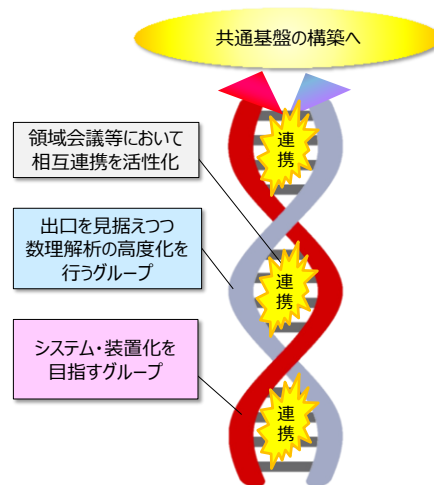 共通基盤の構築へ
連
携
領域会議等において
相互連携を活性化
出口を見据えつつ
数理解析の高度化を
行うグループ
連
携
システム・装置化を
目指すグループ
連
携